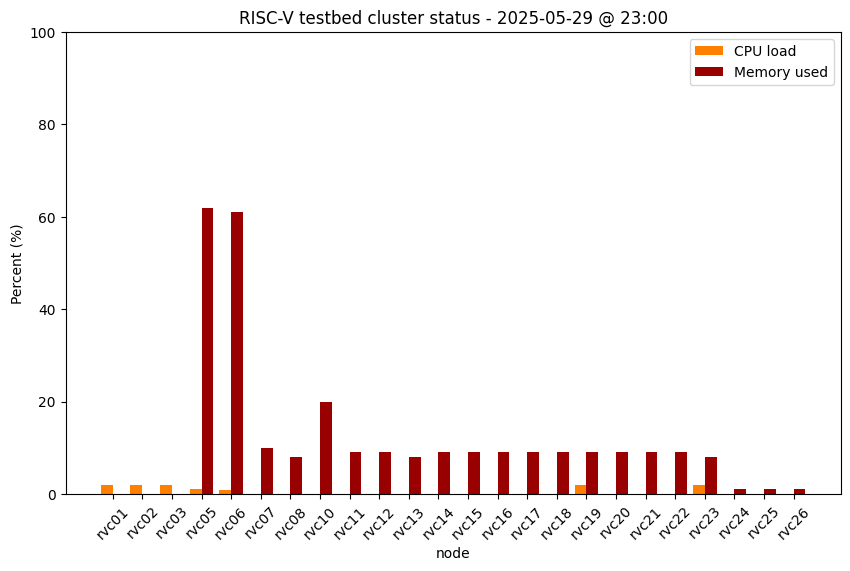 RISC-V testbed cluster status - 2025-05-29 @ 23:00
CPU load
Memory used
Percent (%)
100
80
60
40
20
0
rvc01 rvc02 rvc03 rvc05 rvc06 rvc07 rvc08 rvc10 rvc11 rvc12 rvc13 rvc14 rvc15 rvc16 rvc17 rvc18 rvc19 rvc20 rvc21 rvc22 rvc23 rvc24 rvc25 rvc26
node